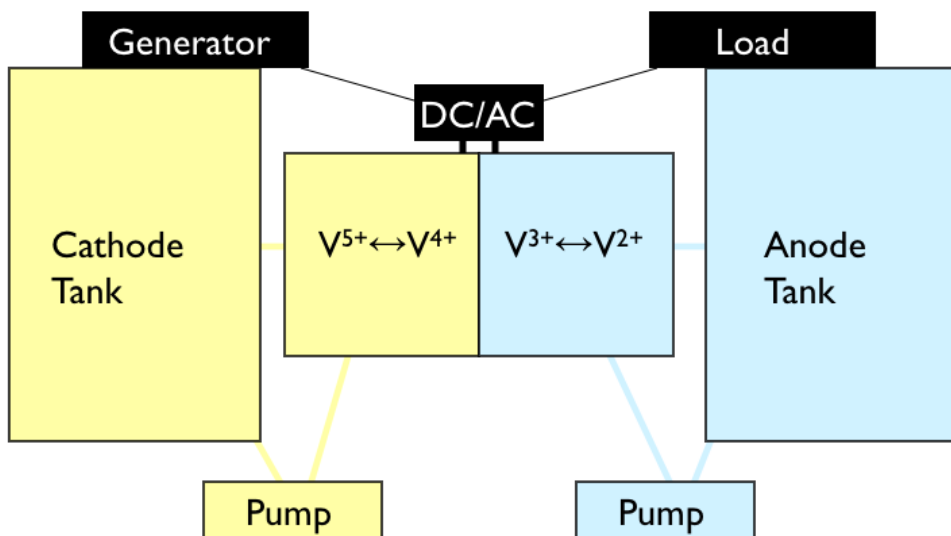 Generator
Load
DC/AC
Cathode
Tank
V⁵⁺↔V⁴⁺
V³⁺↔V²⁺
Anode
Tank
Pump
Pump